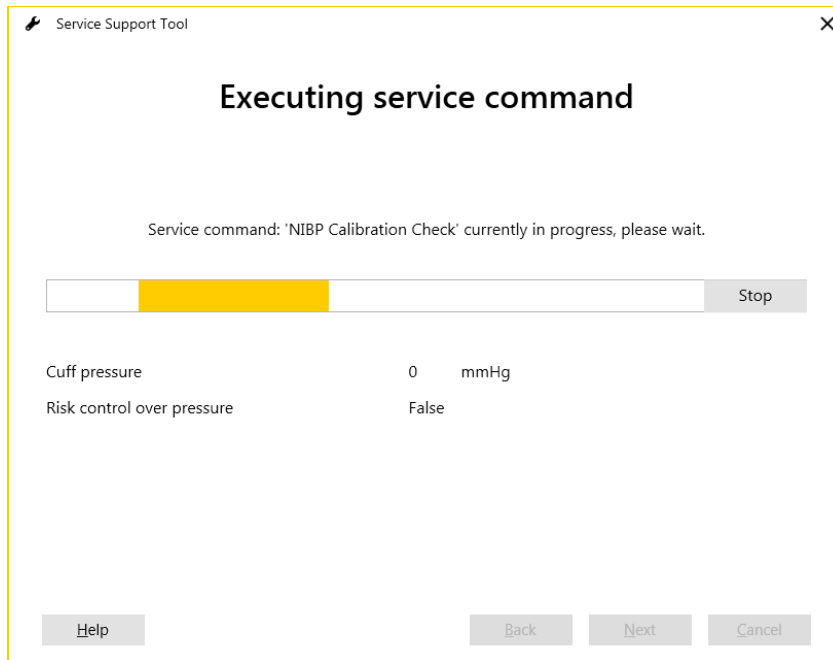 Service Support Tool
Executing service command
Service command: 'NIBP Calibration Check' currently in progress, please wait.
Stop
Cuff pressure 0 mmHg
Risk control over pressure False
Help Back Next Cancel